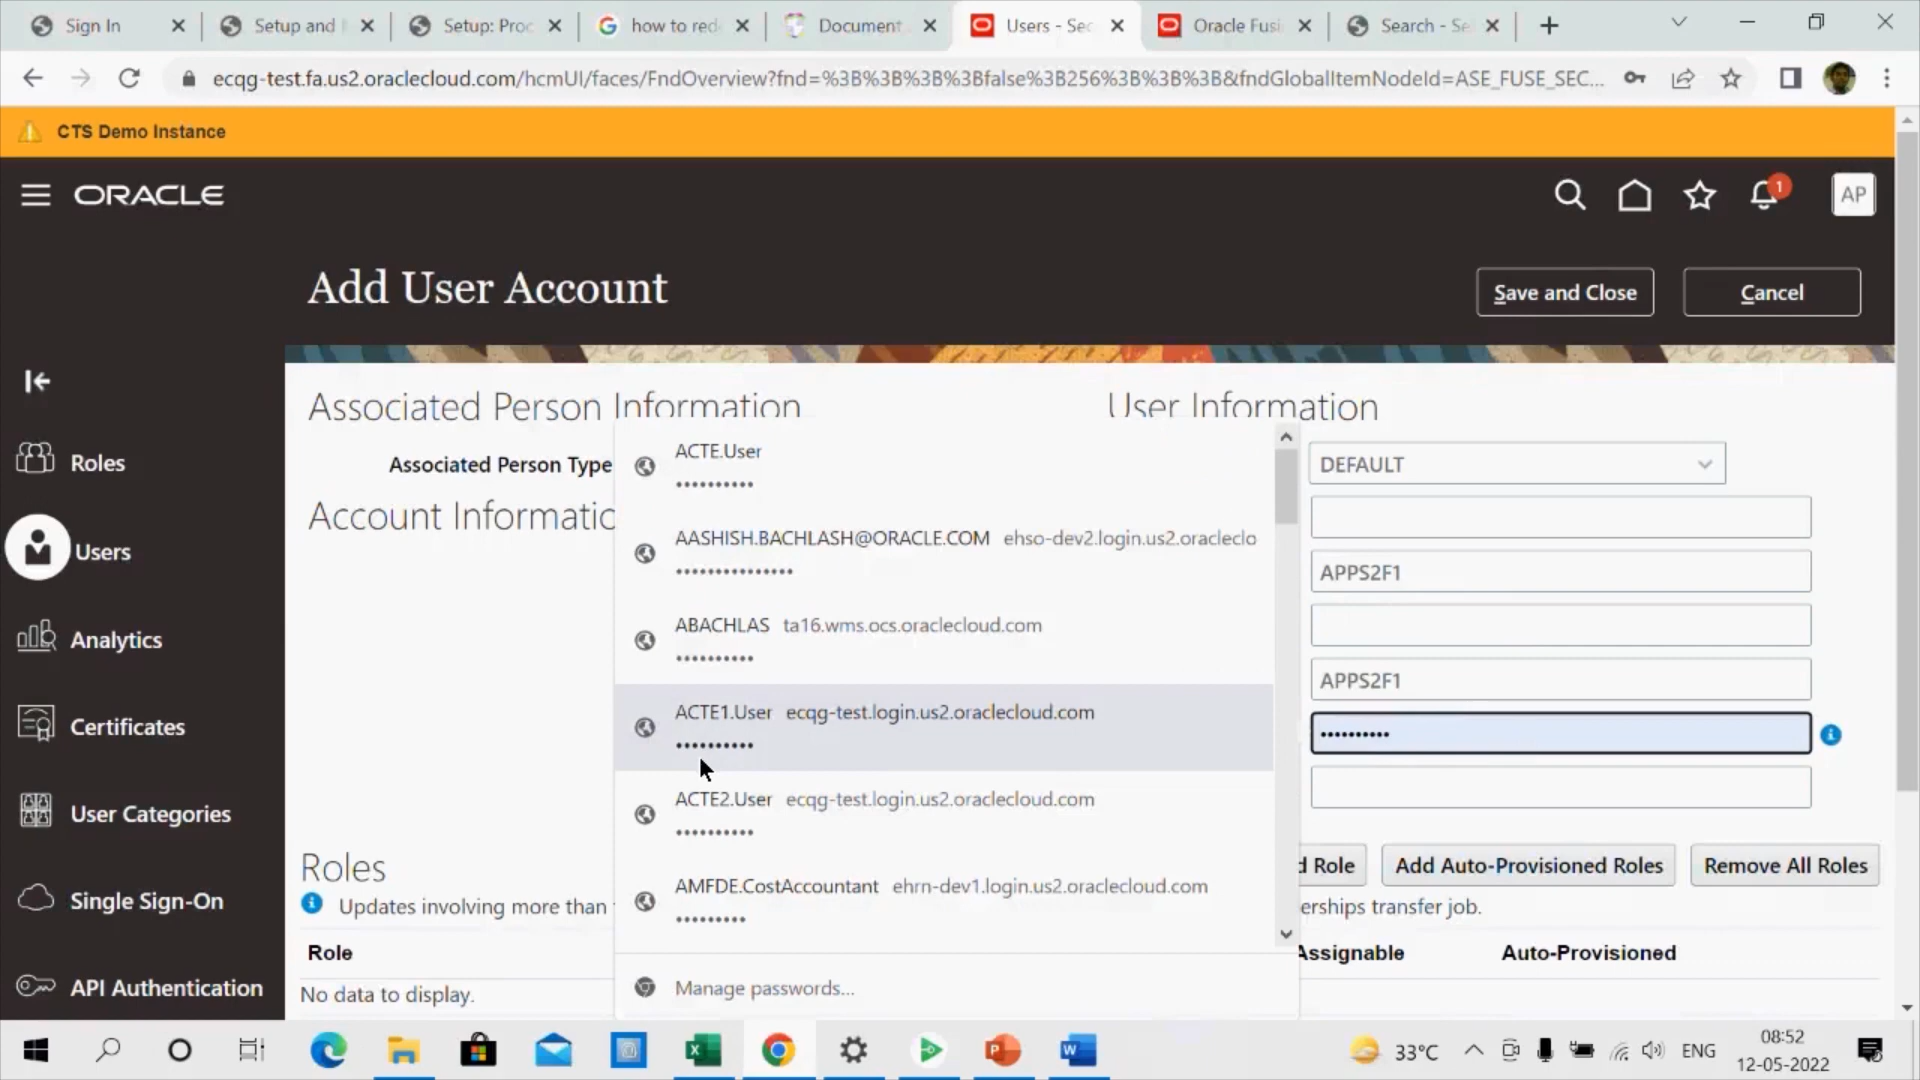 Sign In
Setup and
Setup: Proc
how to red
Document
Users - Sec
Oracle Fusi
Search - Se
ecqg-test.fa.us2.oraclecloud.com/hcmUI/faces/FndOverview?fnd=%3B%3B%3B%3Bfalse%3B256%3B%3B%3B&fndGlobalItemNodeId=ASE_FUSE_SEC...
CTS Demo Instance
ORACLE
1
AP
Add User Account
Save and Close
Cancel
Associated Person Information
User Information
Associated Person Type
DEFAULT
Account Informatio
APPS2F1
APPS2F1
••••••••••
Roles
Users
Analytics
Certificates
User Categories
Single Sign-On
API Authentication
ACTE.User
••••••••••
AASHISH.BACHLASH@ORACLE.COM ehso-dev2.login.us2.oracleclo
•••••••••••••••
ABACHLAS ta16.wms.ocs.oraclecloud.com
••••••••••
ACTE1.User ecqg-test.login.us2.oraclecloud.com
••••••••••
ACTE2.User ecqg-test.login.us2.oraclecloud.com
••••••••••
AMFDE.CostAccountant ehrn-dev1.login.us2.oraclecloud.com
•••••••••
Manage passwords...
Roles
d Role
Add Auto-Provisioned Roles
Remove All Roles
Updates involving more than
erships transfer job.
Role
Assignable
Auto-Provisioned
No data to display.
33°C
ENG
08:52
12-05-2022